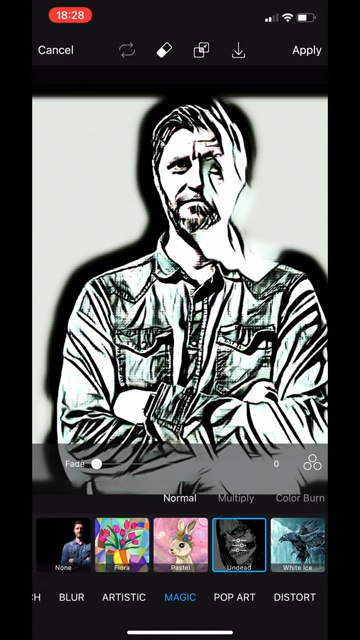 18:28
Cancel
Apply
Fade
0
Normal Multiply Color Burn
None Flora Pastel Undead White Ice
CH BLUR ARTISTIC MAGIC POP ART DISTORT